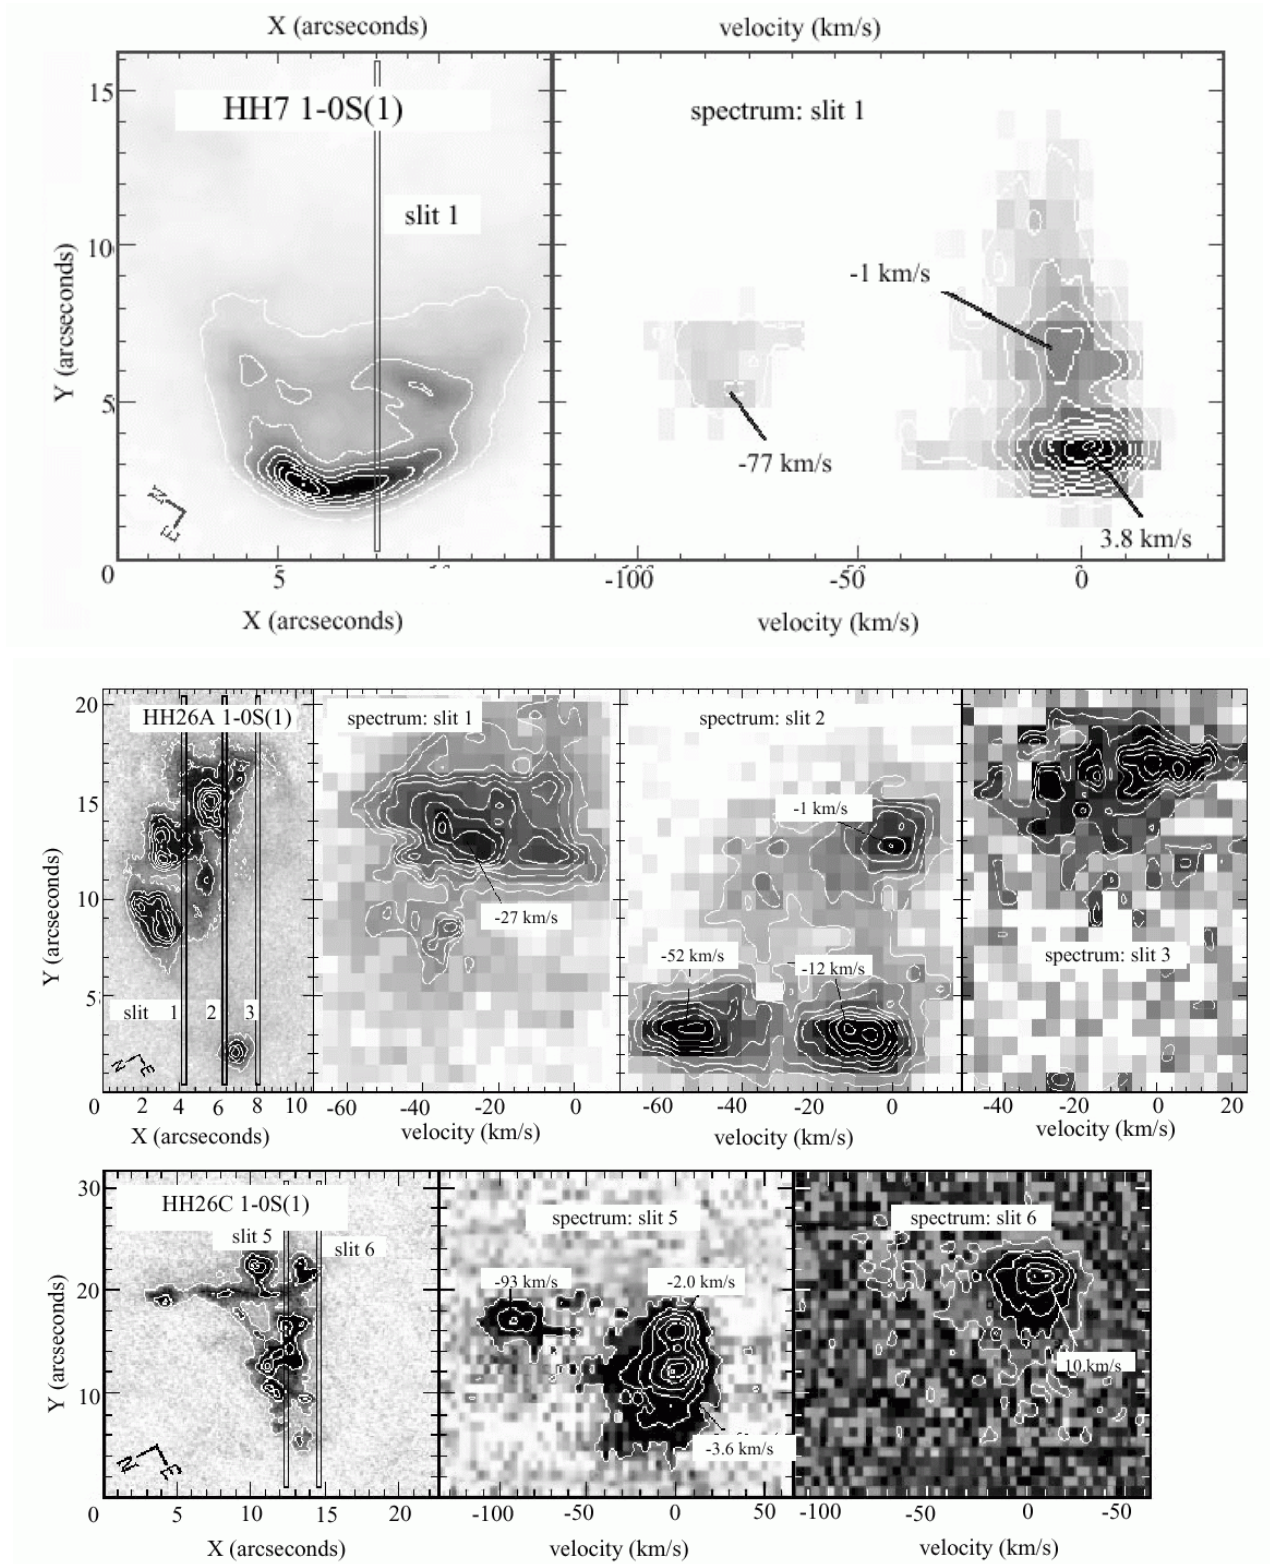 X (arcseconds)
velocity (km/s)
HH7 1-0S(1)
spectrum: slit 1
slit 1
-1 km/s
-77 km/s
3.8 km/s
Y (arcseconds)
15
10
5
N
E
0
5
-100
-50
0
X (arcseconds)
velocity (km/s)
HH26A 1-0S(1)
spectrum: slit 1
spectrum: slit 2
-1 km/s
-27 km/s
-52 km/s
-12 km/s
spectrum: slit 3
slit 1 2 3
Y (arcseconds)
20
15
10
5
N
E
0 2 4 6 8 10
-60 -40 -20 0
-60 -40 -20 0
-40 -20 0 20
X (arcseconds)
velocity (km/s)
velocity (km/s)
velocity (km/s)
HH26C 1-0S(1)
slit 5
slit 6
spectrum: slit 5
spectrum: slit 6
-93 km/s
-2.0 km/s
10 km/s
-3.6 km/s
Y (arcseconds)
30
20
10
N
E
0 5 10 15 20
-100 -50 0 50
-100 -50 0 -50
X (arcseconds)
velocity (km/s)
velocity (km/s)